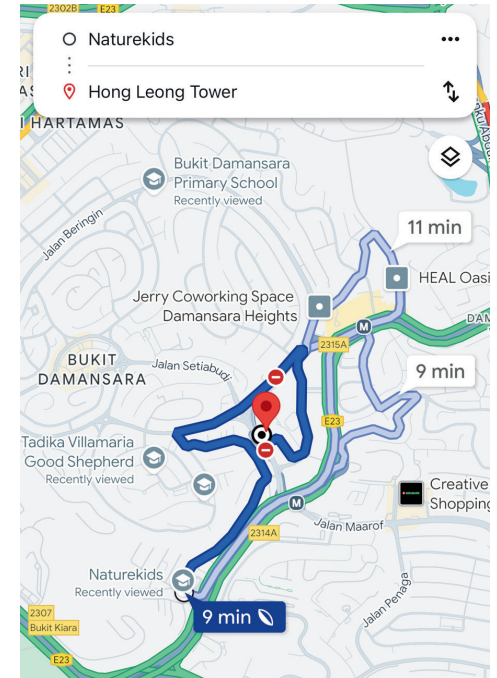 2302B
E23
Naturekids
Hong Leong Tower
HARTAMAS
Bukit Damansara
Primary School
Recently viewed
Jalan Beringin
11 min
HEAL Oasi
Jerry Coworking Space
Damansara Heights
M
2315A
DAM
BUKIT
DAMANSARA
Jalan Setiabudi
9 min
E23
Tadika Villamaria
Good Shepherd
Recently viewed
Creative
Shopping
M
Jalan Maarof
2314A
Naturekids
Recently viewed
Jalan Penaga
9 min
2307
Bukit Kiara
E23